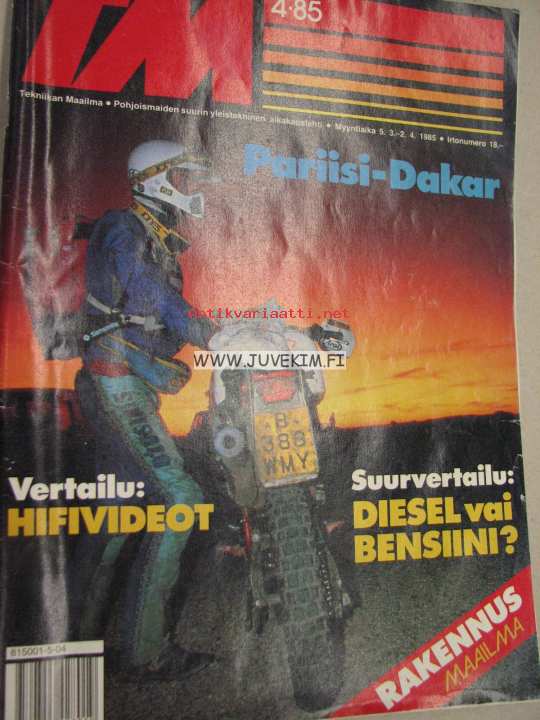 TM
4·85
Tekniikan Maailma ● Pohjoismaiden suurin yleistekninen aikakauslehti ● Myyntiaika 5. 3.–2. 4. 1985 ● Irtonumero 18,–
Pariisi-Dakar
antikvariaatti.net
WWW.JUVEKIM.FI
B
388
WMY
Vertailu:
HIFIVIDEOT
Suurvertailu:
DIESEL vai
BENSIINI?
RAKENNUS
MAAILMA
615001-5-04